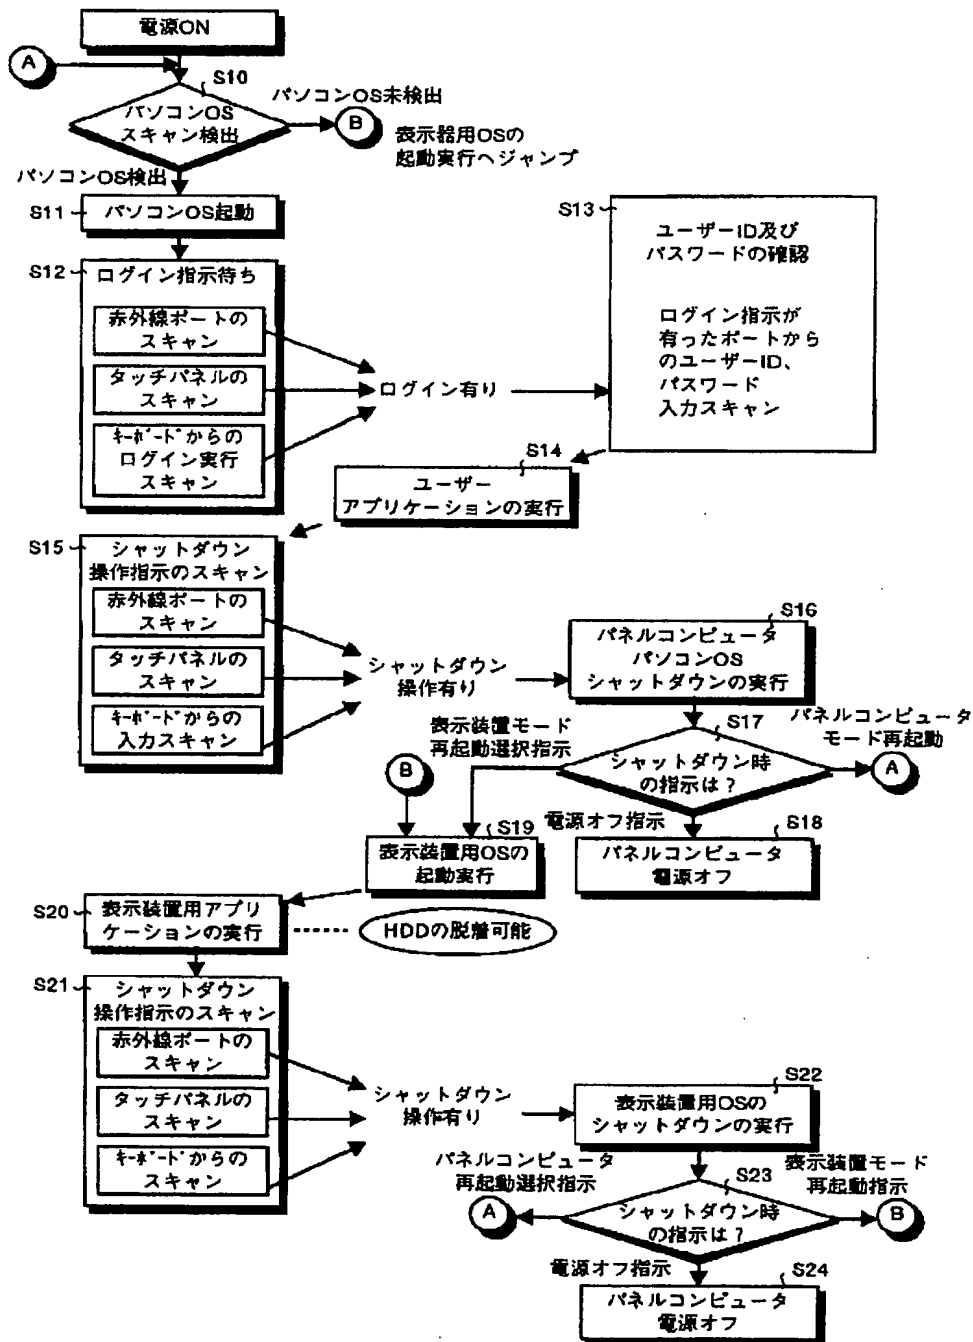 電源ON
A
S10
パソコンOS
スキャン検出
パソコンOS未検出
B
表示器用OSの
起動実行へジャンプ
パソコンOS検出
S11
パソコンOS起動
S12
ログイン指示待ち
赤外線ポートの
スキャン
タッチパネルの
スキャン
ｷｰﾎﾞｰﾄﾞからの
ログイン実行
スキャン
ログイン有り
S13
ユーザーID及び
パスワードの確認
ログイン指示が
有ったポートから
のユーザーID、
パスワード
入力スキャン
S14
ユーザー
アプリケーションの実行
S15
シャットダウン
操作指示のスキャン
赤外線ポートの
スキャン
タッチパネルの
スキャン
ｷｰﾎﾞｰﾄﾞからの
入力スキャン
シャットダウン
操作有り
S16
パネルコンピュータ
パソコンOS
シャットダウンの実行
S17
シャットダウン時
の指示は？
パネルコンピュータ
モード再起動
A
表示装置モード
再起動選択指示
B
電源オフ指示
S18
パネルコンピュータ
電源オフ
S19
表示装置用OSの
起動実行
S20
表示装置用アプリ
ケーションの実行
HDDの脱着可能
S21
シャットダウン
操作指示のスキャン
赤外線ポートの
スキャン
タッチパネルの
スキャン
ｷｰﾎﾞｰﾄﾞからの
スキャン
シャットダウン
操作有り
S22
表示装置用OSの
シャットダウンの実行
S23
シャットダウン時
の指示は？
パネルコンピュータ
再起動選択指示
A
表示装置モード
再起動指示
B
電源オフ指示
S24
パネルコンピュータ
電源オフ